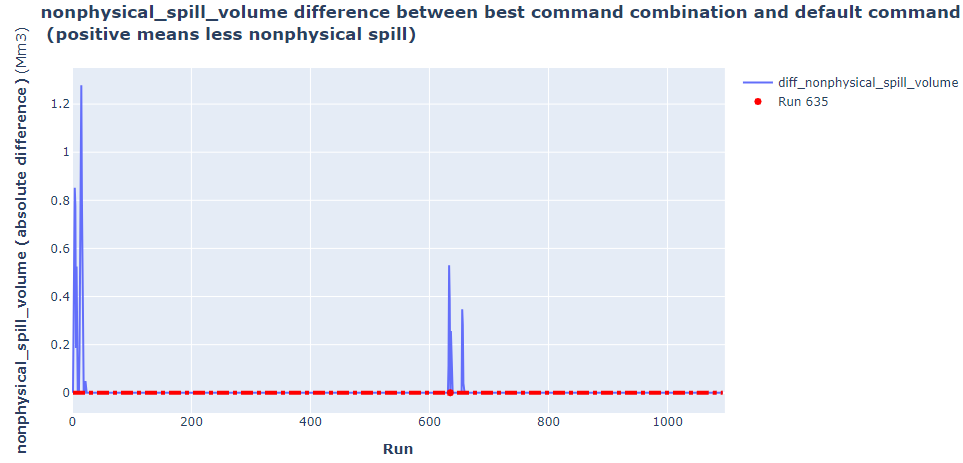 nonphysical_spill_volume difference between best command combination and default command
(positive means less nonphysical spill)
nonphysical_spill_volume (absolute difference) (Mm3)
1.2
1
0.8
0.6
0.4
0.2
0
0 200 400 600 800 1000
Run
diff_nonphysical_spill_volume
Run 635